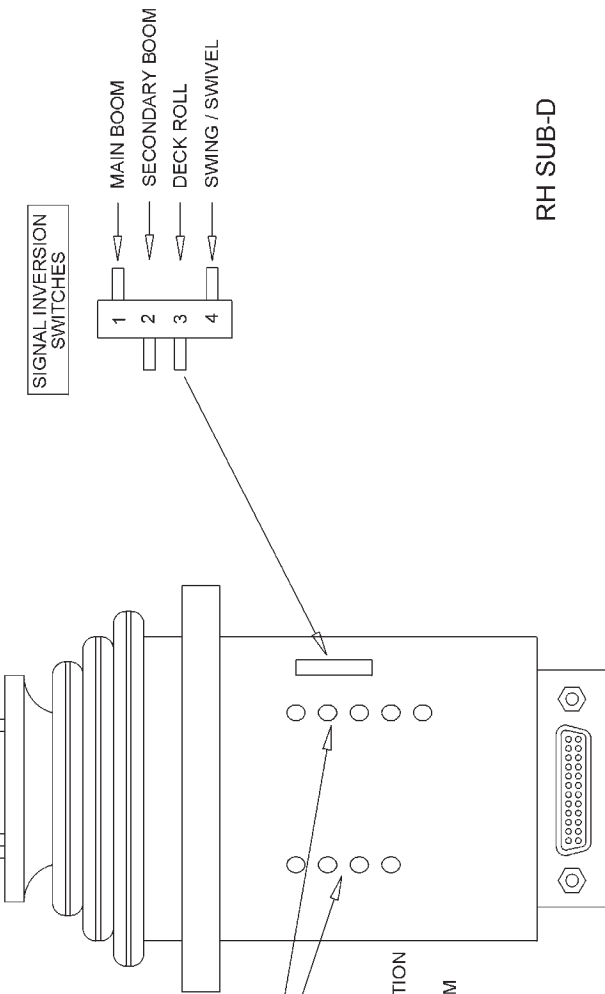 SIGNAL INVERSION
SWITCHES
1
MAIN BOOM
2
SECONDARY BOOM
3
DECK ROLL
4
SWING / SWIVEL
RH SUB-D
TION
M